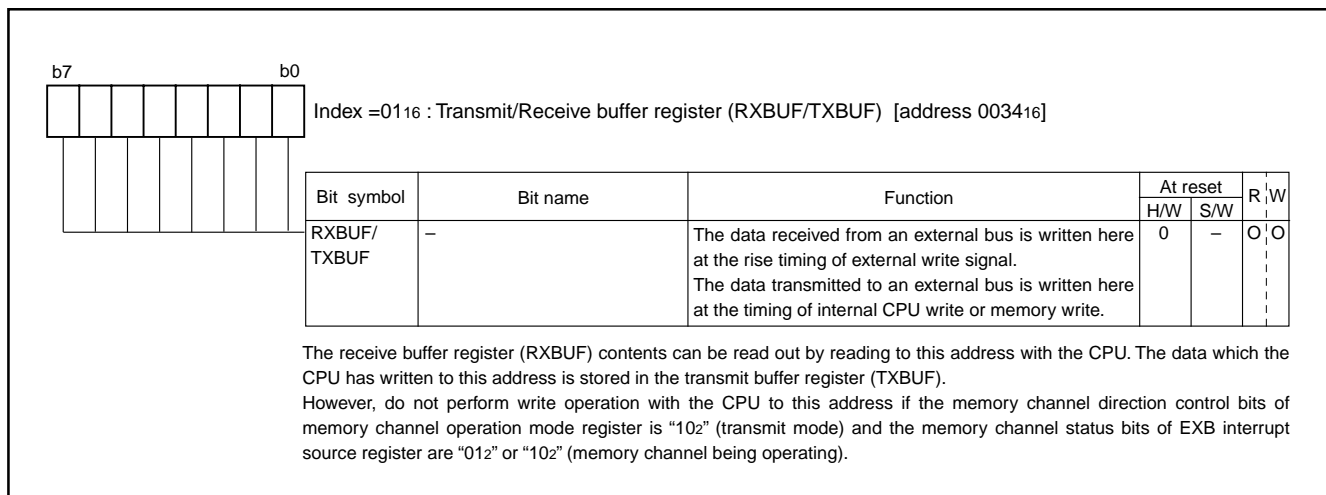 b7 b0
Index =0116 : Transmit/Receive buffer register (RXBUF/TXBUF) [address 003416]
Bit symbol Bit name Function At reset R W
H/W S/W
RXBUF/ – The data received from an external bus is written here 0 – O O
TXBUF at the rise timing of external write signal.
The data transmitted to an external bus is written here
at the timing of internal CPU write or memory write.
The receive buffer register (RXBUF) contents can be read out by reading to this address with the CPU. The data which the
CPU has written to this address is stored in the transmit buffer register (TXBUF).
However, do not perform write operation with the CPU to this address if the memory channel direction control bits of
memory channel operation mode register is “102” (transmit mode) and the memory channel status bits of EXB interrupt
source register are “012” or “102” (memory channel being operating).